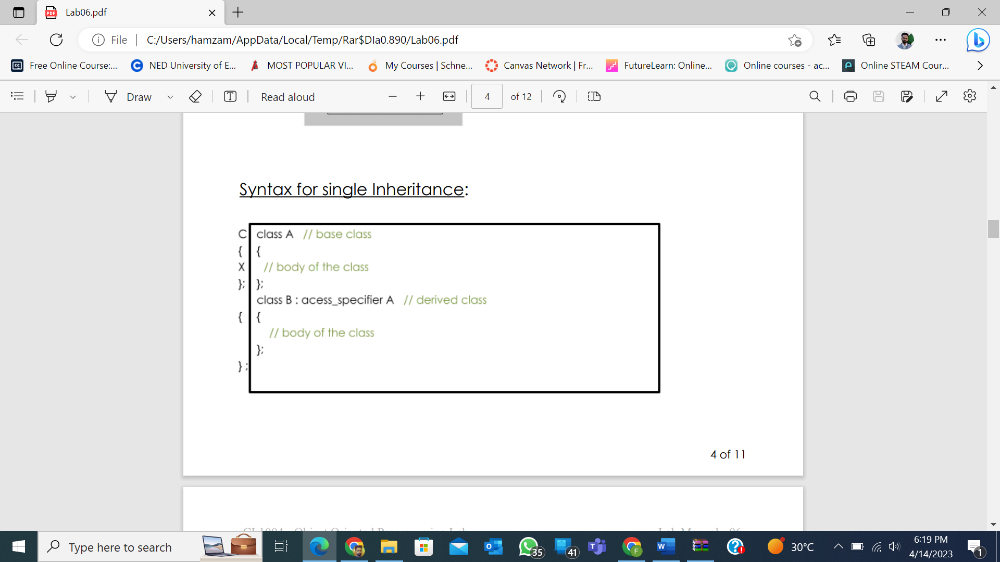 Lab06.pdf
File
C:/Users/hamzam/AppData/Local/Temp/Rar$DIa0.890/Lab06.pdf
Free Online Course:...
NED University of E...
MOST POPULAR VI...
My Courses | Schne...
Canvas Network | Fr...
FutureLearn: Online...
Online courses - ac...
Online STEAM Cour...
Draw
Read aloud
4
of 12
Syntax for single Inheritance:
C
{
X
};
{
} ;
class A // base class
{
// body of the class
};
class B : acess_specifier A // derived class
{
// body of the class
};
4 of 11
Type here to search
35
41
30°C
6:19 PM
4/14/2023
1